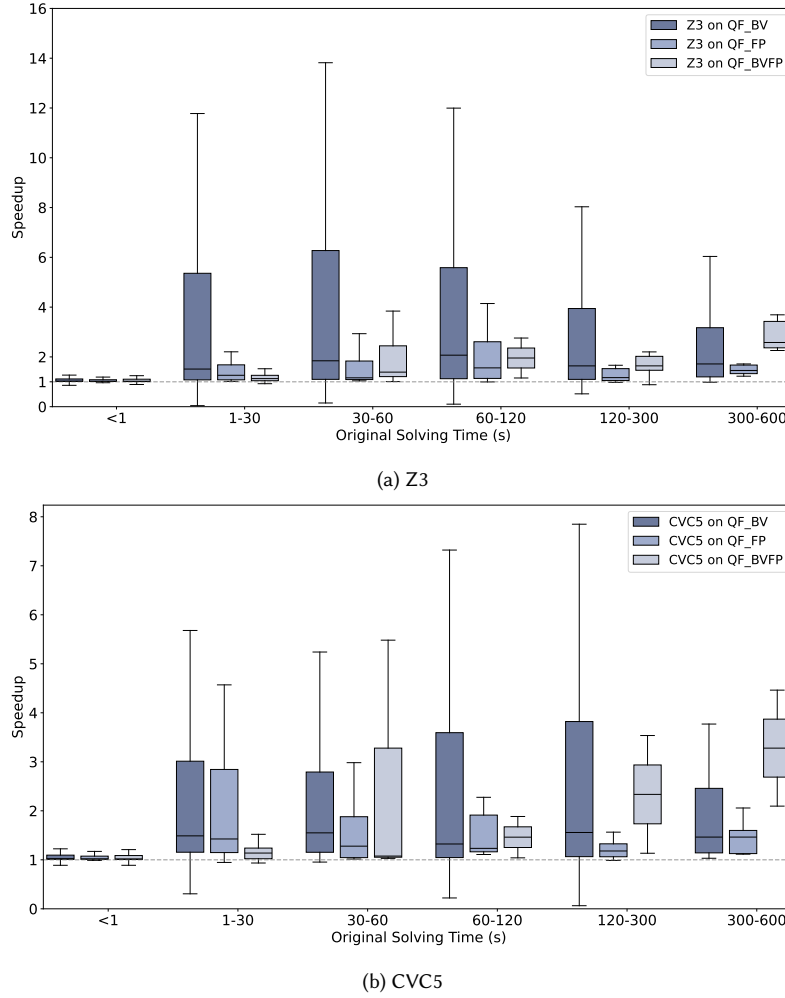 16
14
12
10
8
6
4
2
1
0
Speedup
Z3 on QF_BV
Z3 on QF_FP
Z3 on QF_BVFP
<1 1-30 30-60 60-120 120-300 300-600
Original Solving Time (s)
(a) Z3
8
7
6
5
4
3
2
1
0
Speedup
CVC5 on QF_BV
CVC5 on QF_FP
CVC5 on QF_BVFP
<1 1-30 30-60 60-120 120-300 300-600
Original Solving Time (s)
(b) CVC5